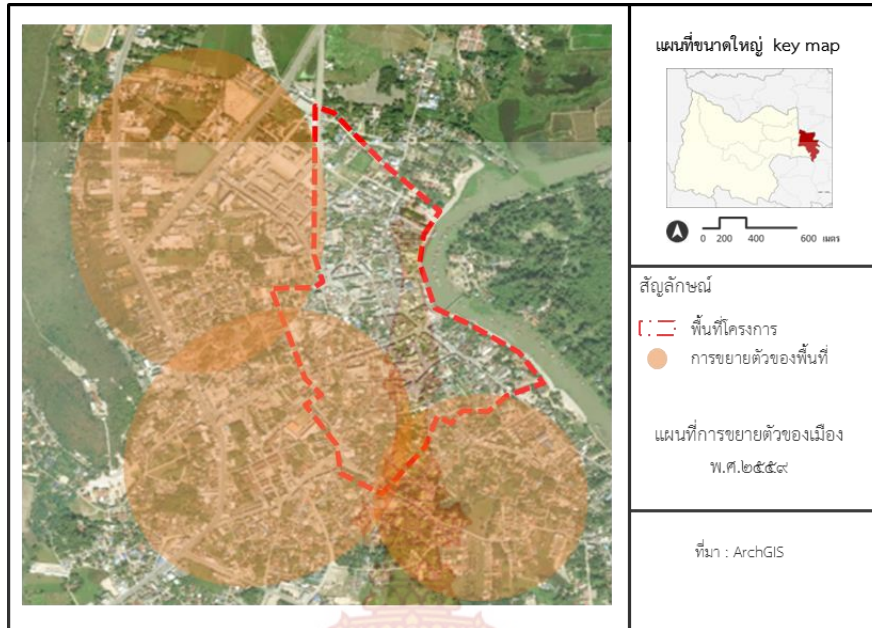 แผนที่ขนาดใหญ่ key map
0 200 400 600 เมตร
สัญลักษณ์
พื้นที่โครงการ
การขยายตัวของพื้นที่
แผนที่การขยายตัวของเมือง
พ.ศ.๒๕๕๙
ที่มา : ArchGIS